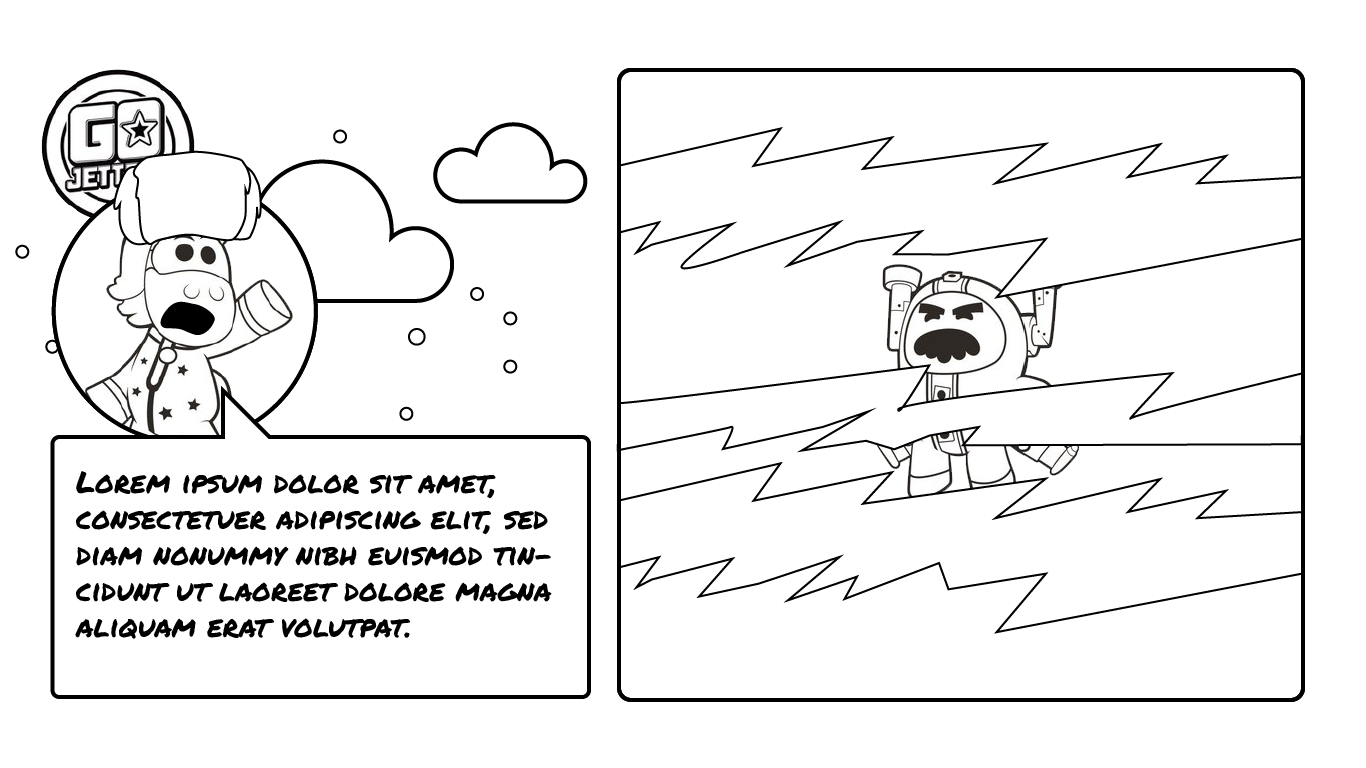 GO
JETT
LOREM IPSUM DOLOR SIT AMET,
CONSECTETUER ADIPISCING ELIT, SED
DIAM NONUMMY NIBH EUISMOD TIN-
CIDUNT UT LAOREET DOLORE MAGNA
ALIQUAM ERAT VOLUTPAT.